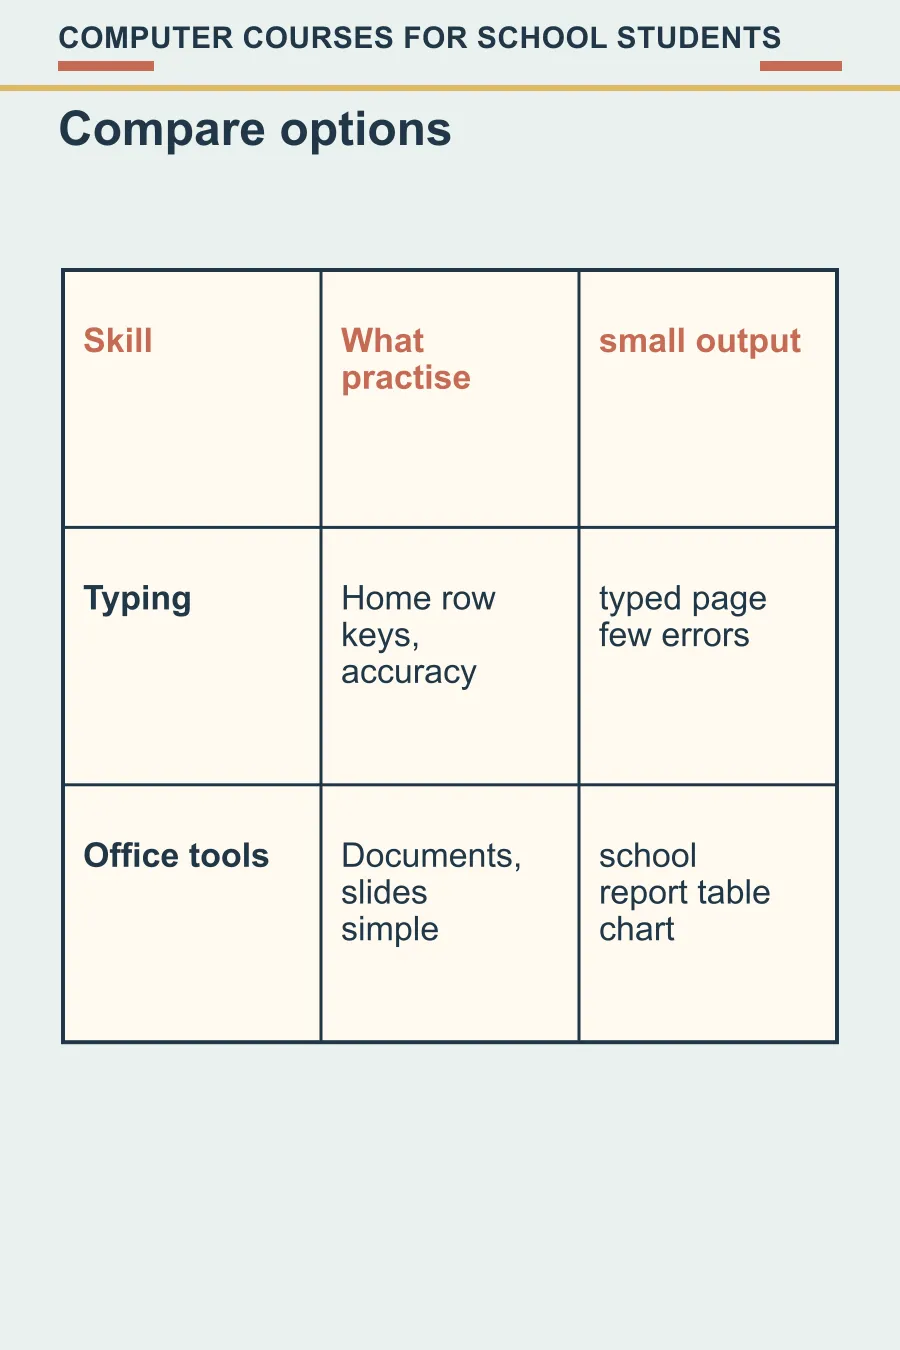 COMPUTER COURSES FOR SCHOOL STUDENTS
Compare options
Skill
What
practise
small output
Typing
Home row
keys,
accuracy
typed page
few errors
Office tools
Documents,
slides
simple
school
report table
chart